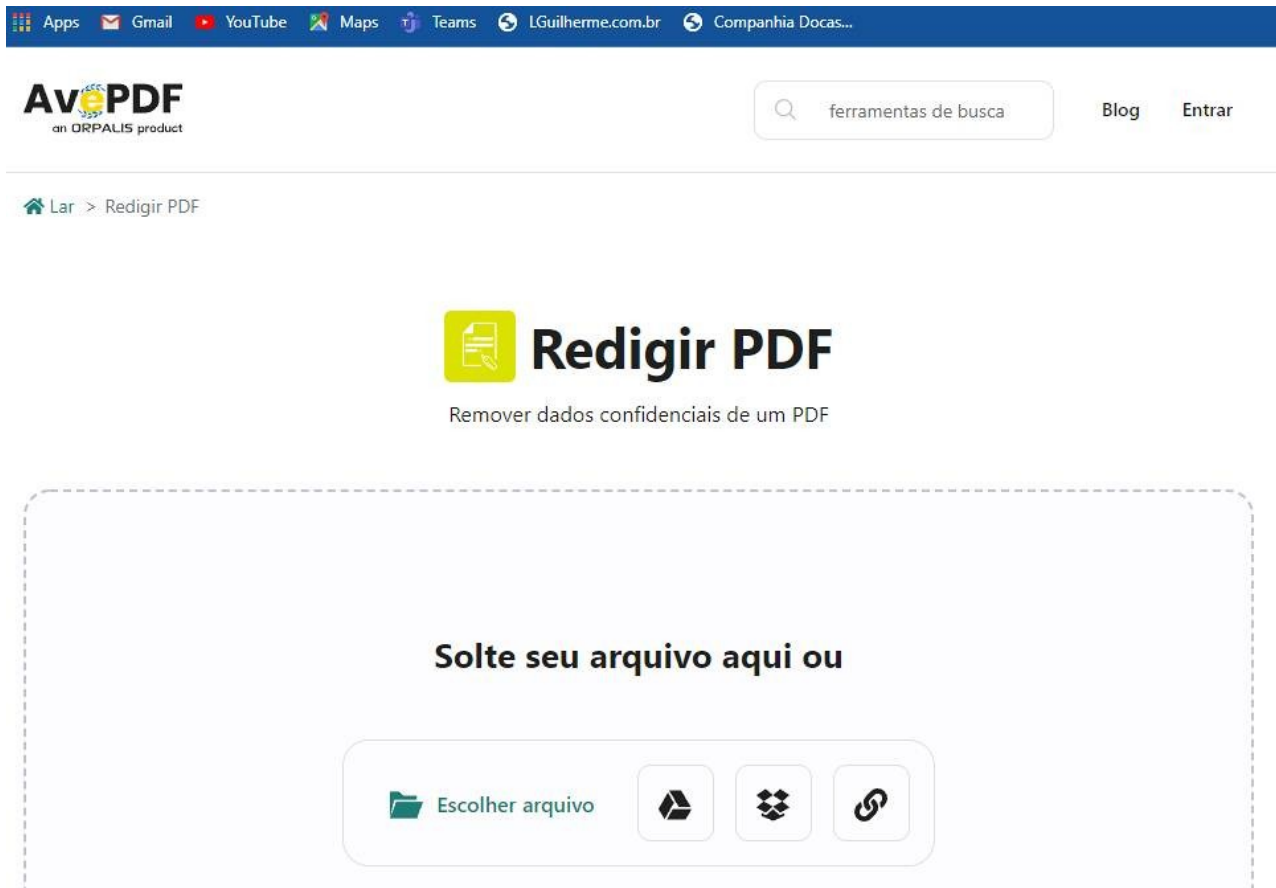 Apps Gmail YouTube Maps Teams LGuilherme.com.br Companhia Docas...
AvePDF
an ORPALIS product
ferramentas de busca
Blog Entrar
Lar > Redigir PDF
Redigir PDF
Remover dados confidenciais de um PDF
Solte seu arquivo aqui ou
Escolher arquivo